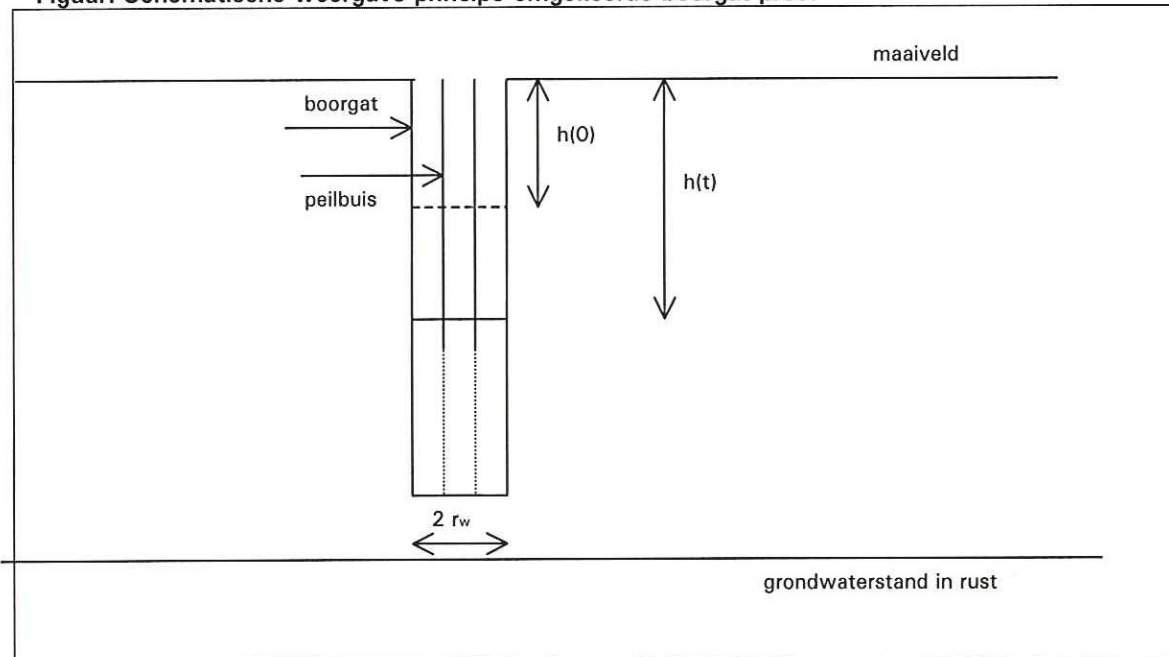 maaiveld
boorgat
h(0)
h(t)
peilbuis
2 rw
grondwaterstand in rust